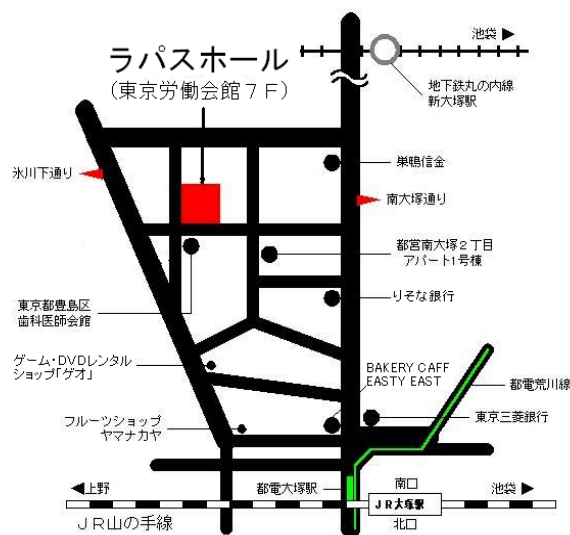 池袋
ラパスホール
(東京労働会館7F)
地下鉄丸の内線
新大塚駅
巣鴨信金
氷川下通り
南大塚通り
都営南大塚2丁目
アパート1号棟
東京都豊島区
歯科医師会館
りそな銀行
ゲーム・DVDレンタル
ショップ「ゲオ」
BAKERY CAFF
EASTY EAST
都電荒川線
フルーツショップ
ヤマナカヤ
東京三菱銀行
上野
都電大塚駅
南口
池袋
JR大塚駅
JR山の手線
北口